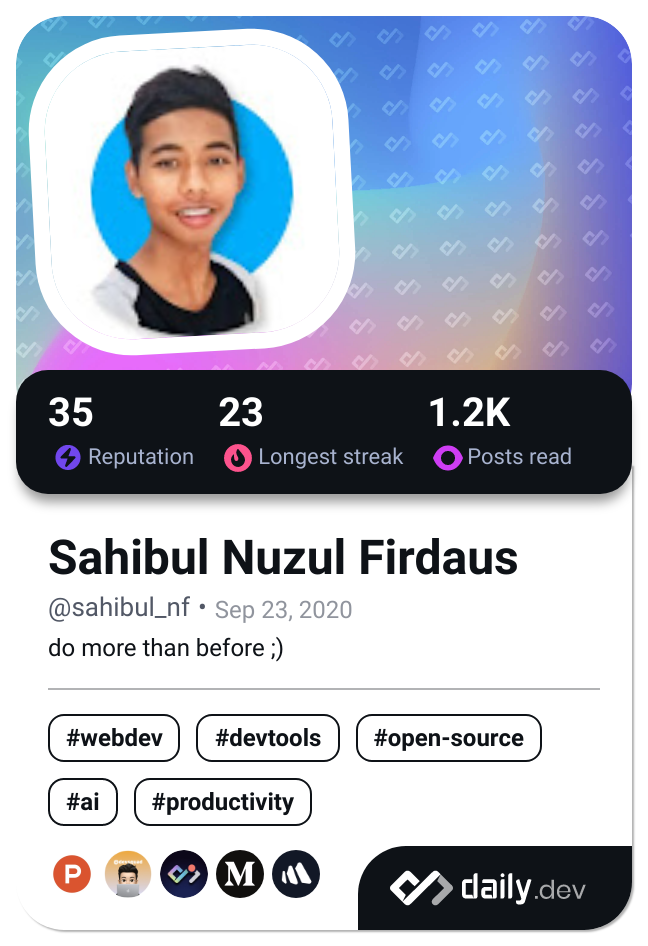 35 23 1.2K
Reputation Longest streak Posts read
Sahibul Nuzul Firdaus
@sahibul_nf • Sep 23, 2020
do more than before ;)
#webdev #devtools #open-source
#ai #productivity
P M
daily.dev